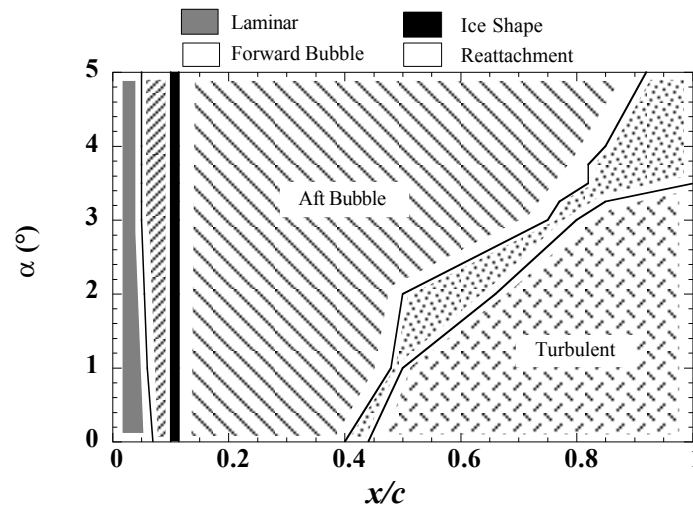 Laminar
Ice Shape
Forward Bubble
Reattachment
5
4
Aft Bubble
3
α (°)
2
Turbulent
1
0
0
0.2
0.4
0.6
0.8
1
x/c